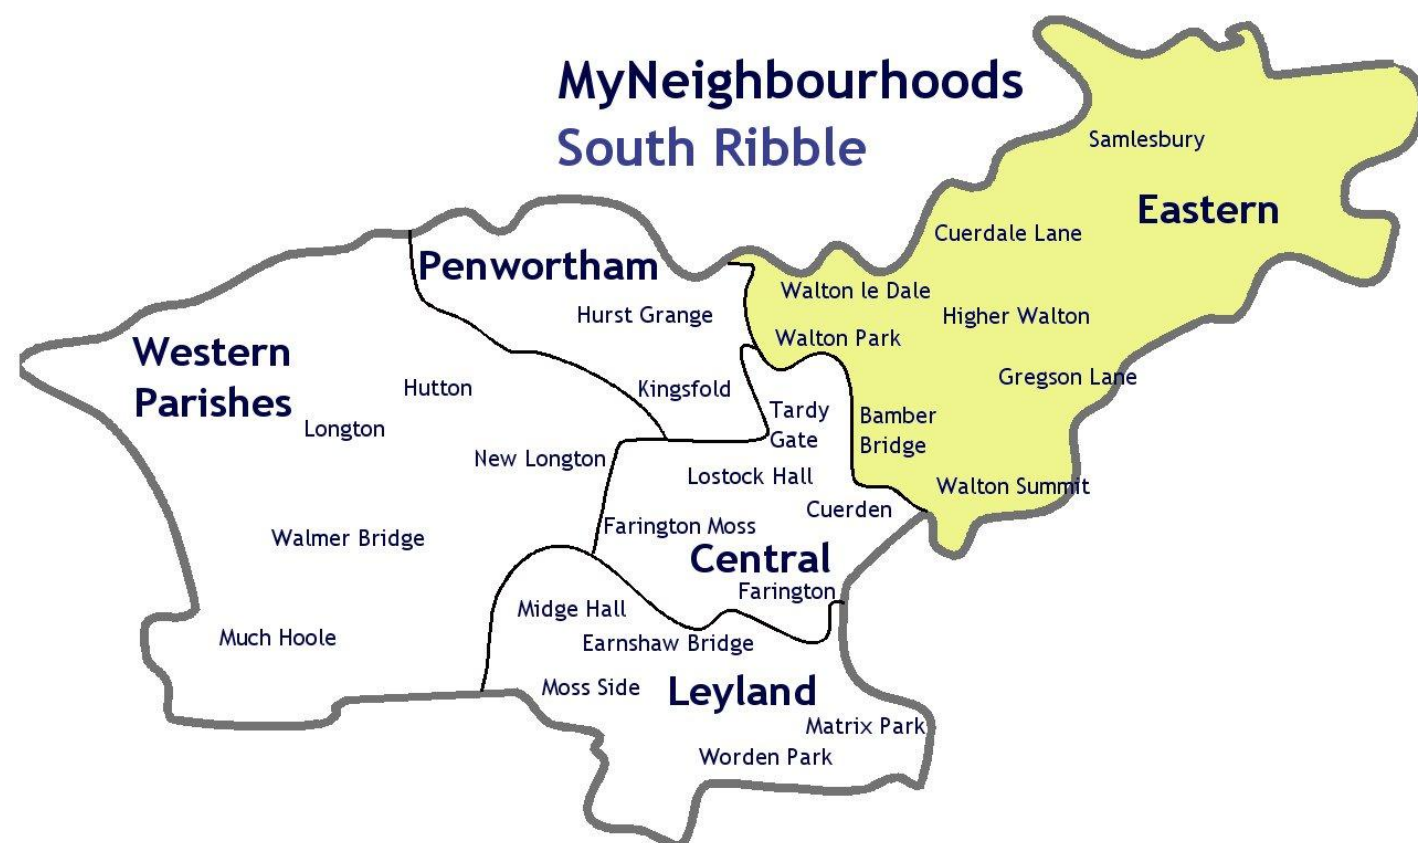 MyNeighbourhoods
South Ribble
Samlesbury
Eastern
Cuerdale Lane
Penwortham
Walton le Dale
Hurst Grange
Higher Walton
Walton Park
Western
Parishes
Gregson Lane
Hutton
Kingsfold
Tardy
Gate
Bamber
Bridge
Longton
New Longton
Lostock Hall
Walton Summit
Cuerden
Farington Moss
Walmer Bridge
Central
Farington
Midge Hall
Much Hoole
Earnshaw Bridge
Moss Side
Leyland
Matrix Park
Worden Park